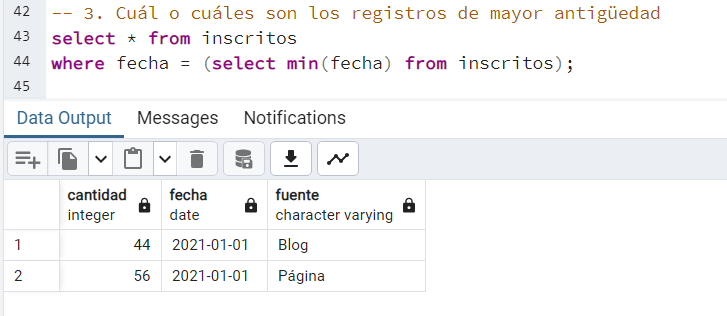 42 -- 3. Cuál o cuáles son los registros de mayor antigüedad
43 select * from inscritos
44 where fecha = (select min(fecha) from inscritos);
45
Data Output Messages Notifications
cantidad fecha fuente
integer date character varying
1 44 2021-01-01 Blog
2 56 2021-01-01 Página